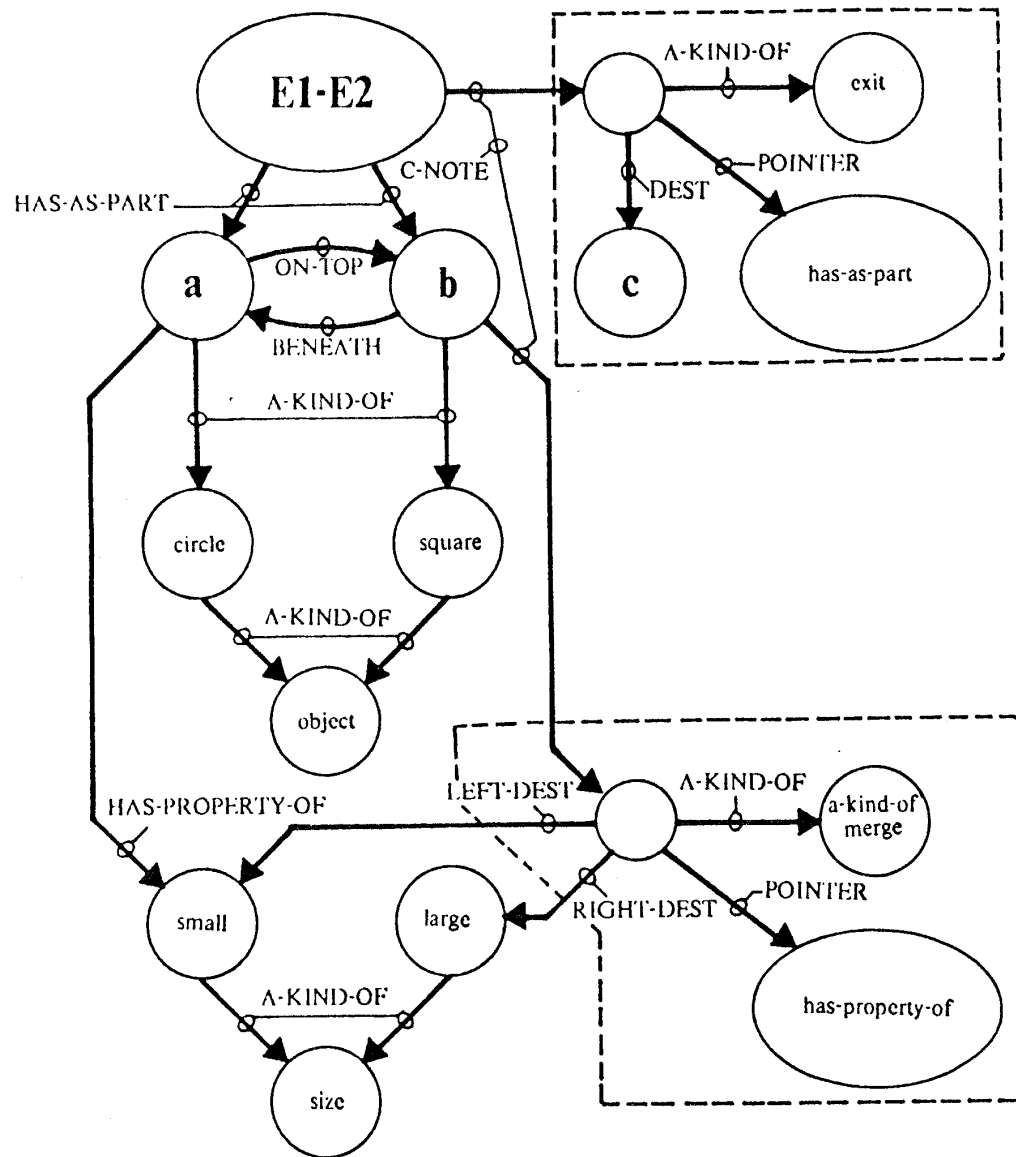 A-KIND-OF
E1-E2
exit
C-NOTE
POINTER
DEST
HAS-AS-PART
ON-TOP
a
b
c
has-as-part
BENEATH
A-KIND-OF
circle
square
A-KIND-OF
object
LEFT-DEST
A-KIND-OF
HAS-PROPERTY-OF
a-kind-of
merge
POINTER
small
large
RIGHT-DEST
A-KIND-OF
has-property-of
size